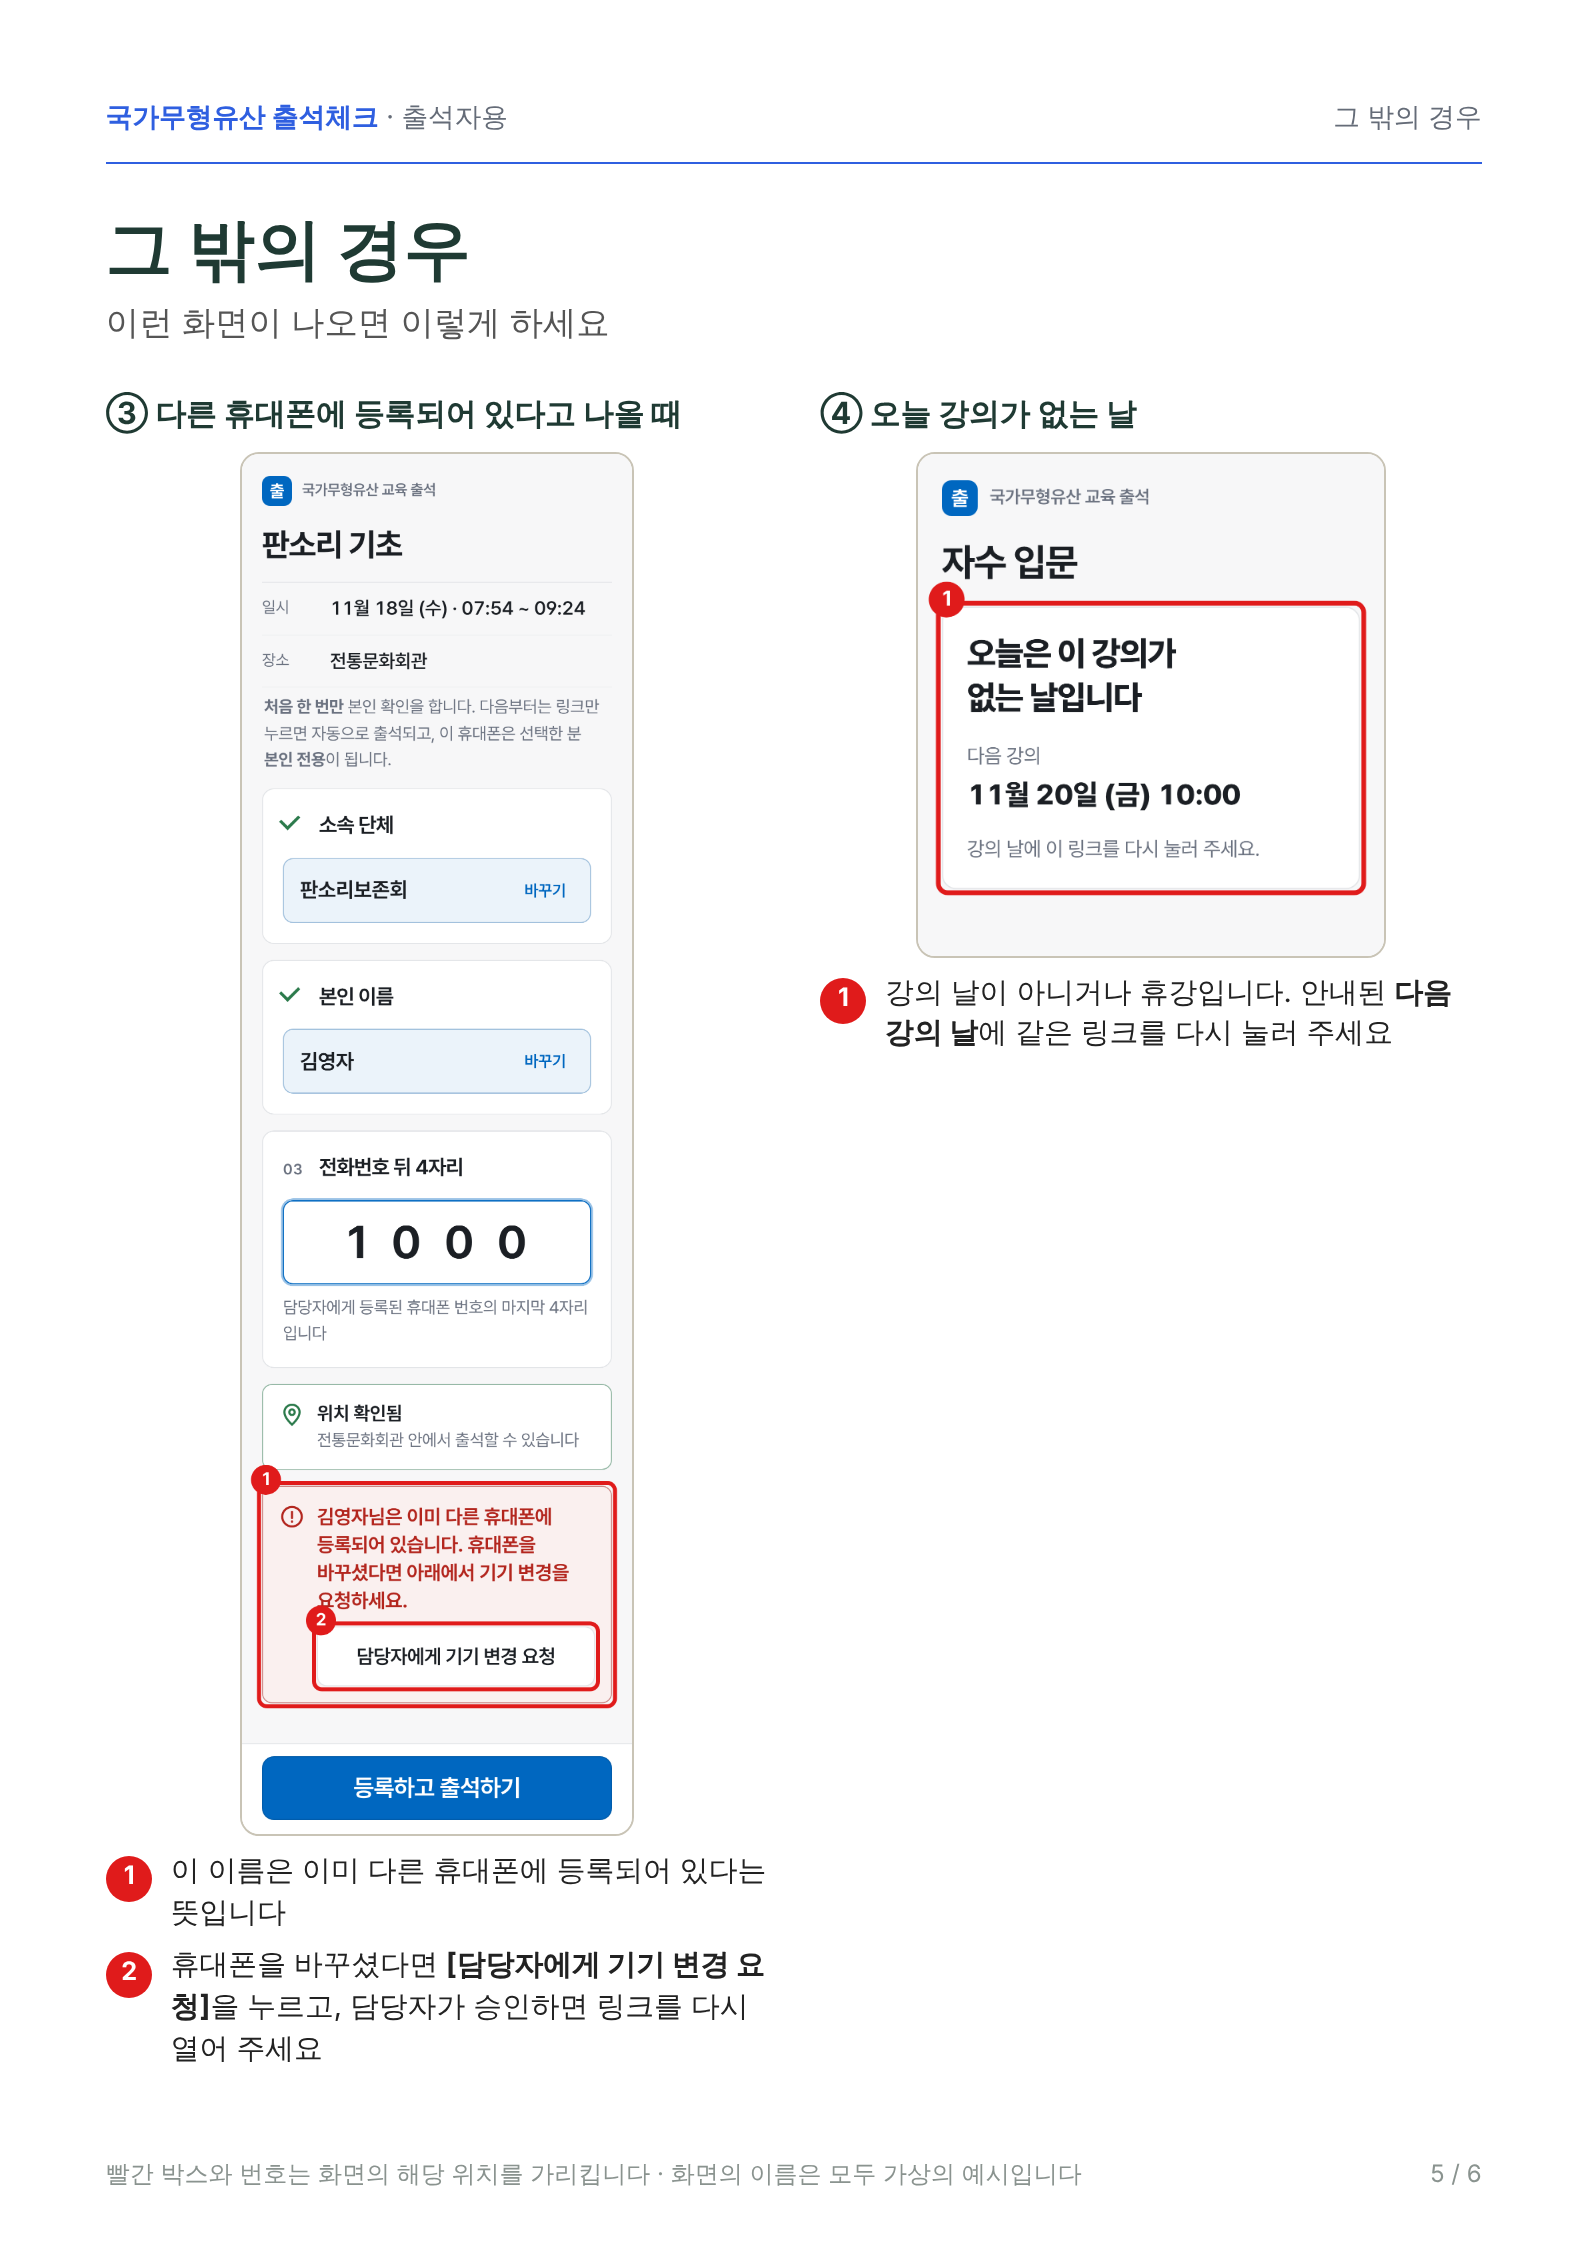 국가무형유산 출석체크 · 출석자용
그 밖의 경우
그 밖의 경우
이런 화면이 나오면 이렇게 하세요
③ 다른 휴대폰에 등록되어 있다고 나올 때
출 국가무형유산 교육 출석
판소리 기초
일시 11월 18일 (수) · 07:54 ~ 09:24
장소 전통문화회관
처음 한 번만 본인 확인을 합니다. 다음부터는 링크만
누르면 자동으로 출석되고, 이 휴대폰은 선택한 분
본인 전용이 됩니다.
소속 단체
판소리보존회 바꾸기
본인 이름
김영자 바꾸기
03 전화번호 뒤 4자리
1 0 0 0
담당자에게 등록된 휴대폰 번호의 마지막 4자리
입니다
위치 확인됨
전통문화회관 안에서 출석할 수 있습니다
1
김영자님은 이미 다른 휴대폰에
등록되어 있습니다. 휴대폰을
바꾸셨다면 아래에서 기기 변경을
요청하세요.
2
담당자에게 기기 변경 요청
등록하고 출석하기
1 이 이름은 이미 다른 휴대폰에 등록되어 있다는
뜻입니다
2 휴대폰을 바꾸셨다면 [담당자에게 기기 변경 요
청]을 누르고, 담당자가 승인하면 링크를 다시
열어 주세요
④ 오늘 강의가 없는 날
출 국가무형유산 교육 출석
자수 입문
1
오늘은 이 강의가
없는 날입니다
다음 강의
11월 20일 (금) 10:00
강의 날에 이 링크를 다시 눌러 주세요.
1 강의 날이 아니거나 휴강입니다. 안내된 다음
강의 날에 같은 링크를 다시 눌러 주세요
빨간 박스와 번호는 화면의 해당 위치를 가리킵니다 · 화면의 이름은 모두 가상의 예시입니다
5 / 6